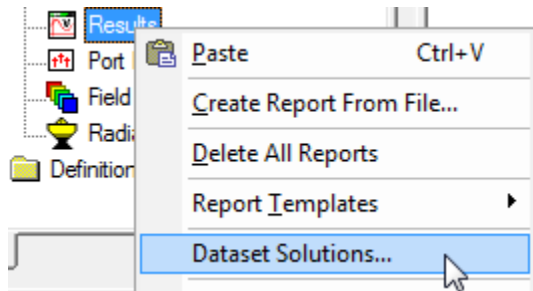 Results
Port
Field
Radia
Definition
Paste Ctrl+V
Create Report From File...
Delete All Reports
Report Templates
Dataset Solutions...